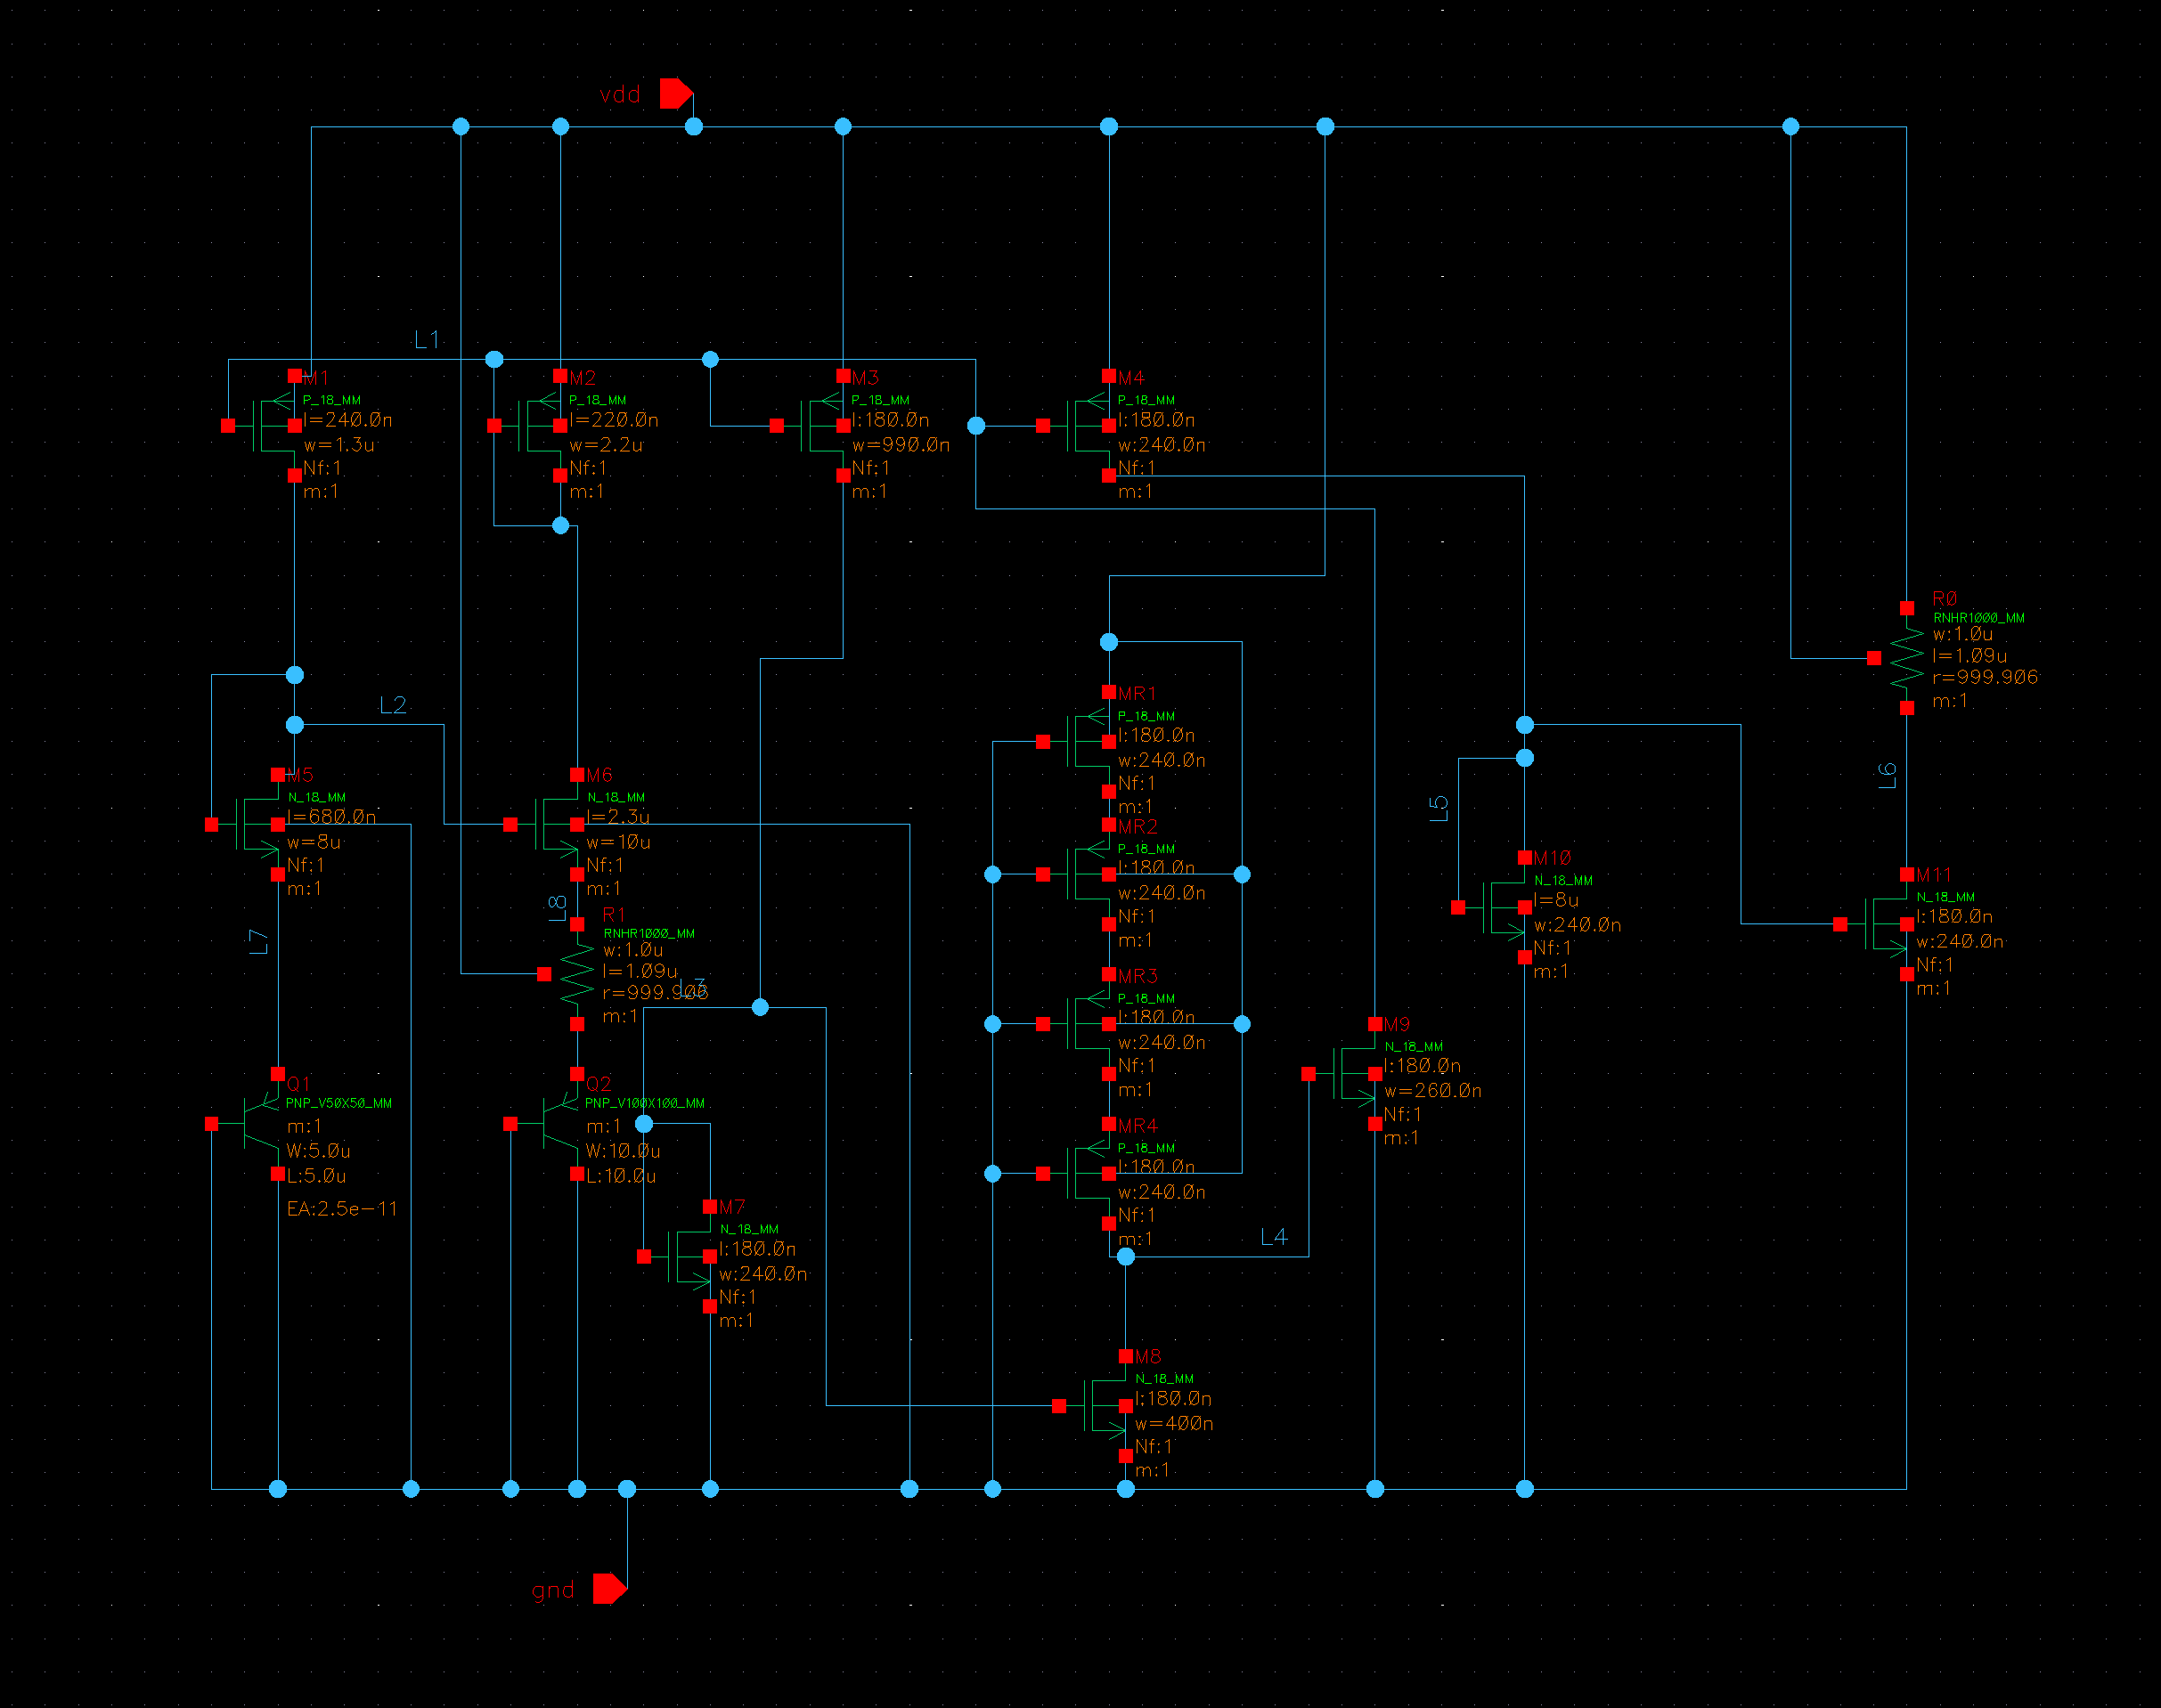 vdd
L1
M1
P_18_MM
l=240.0n
w=1.3u
Nf:1
m:1
M2
P_18_MM
l=220.0n
w=2.2u
Nf:1
m:1
M3
P_18_MM
l:180.0n
w=990.0n
Nf:1
m:1
M4
P_18_MM
l:180.0n
w:240.0n
Nf:1
m:1
R0
RNHR1000_MM
w:1.0u
l=1.09u
r=999.906
m:1
L2
MR1
P_18_MM
l:180.0n
w:240.0n
Nf:1
m:1
L6
L5
M5
N_18_MM
l=680.0n
w=8u
Nf:1
m:1
M6
N_18_MM
l=2.3u
w=10u
Nf:1
m:1
MR2
P_18_MM
l:180.0n
w:240.0n
Nf:1
m:1
M10
N_18_MM
l=8u
w:240.0n
Nf:1
m:1
M11
N_18_MM
l:180.0n
w:240.0n
Nf:1
m:1
L7
L8
R1
RNHR1000_MM
w:1.0u
l=1.09u
r=999.906
m:1
L3
MR3
P_18_MM
l:180.0n
w:240.0n
Nf:1
m:1
M9
N_18_MM
l:180.0n
w=260.0n
Nf:1
m:1
Q1
PNP_V50X50_MM
m:1
W:5.0u
L:5.0u
EA:2.5e-11
Q2
PNP_V100X100_MM
m:1
W:10.0u
L:10.0u
MR4
P_18_MM
l:180.0n
w:240.0n
Nf:1
m:1
M7
N_18_MM
l:180.0n
w:240.0n
Nf:1
m:1
L4
M8
N_18_MM
l:180.0n
w=400n
Nf:1
m:1
gnd